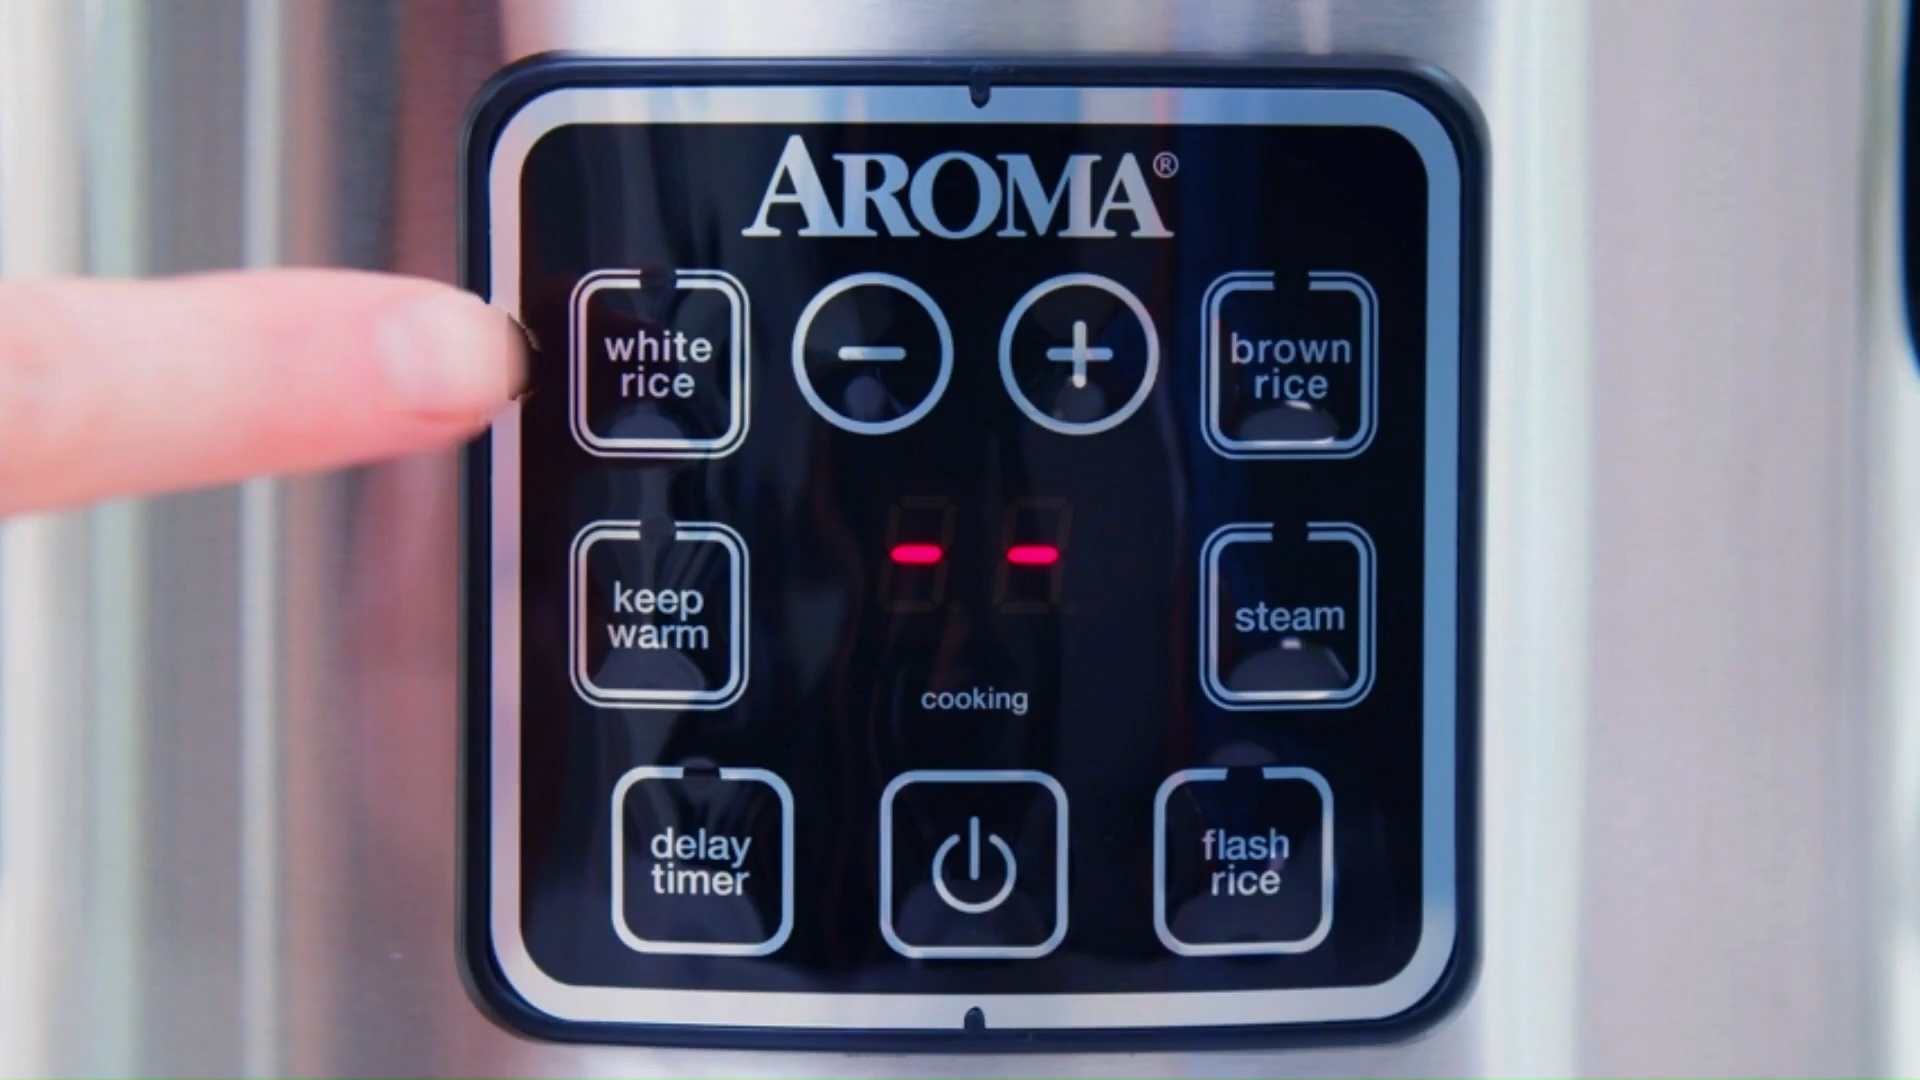 AROMA®
white
rice
−
+
brown
rice
keep
warm
- -
steam
cooking
delay
timer
flash
rice